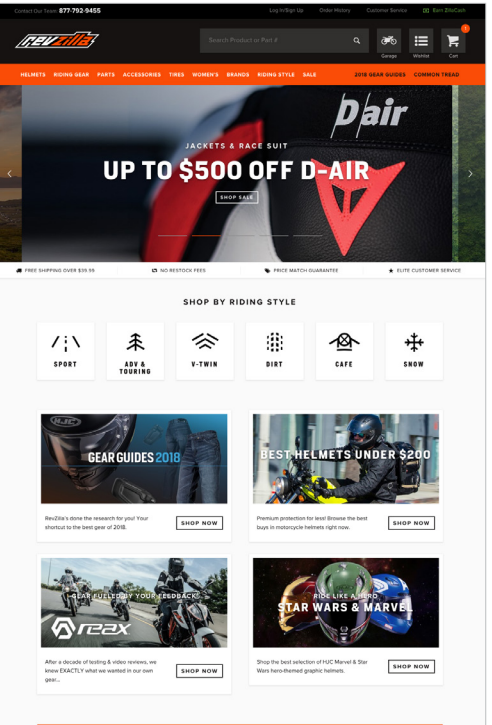 Contact Our Team: 877-792-9455
Log In/Sign Up
Order History
Customer Service
Earn ZillaCash
RevZilla
Search Product or Part #
1
Garage
Wishlist
Cart
HELMETS RIDING GEAR PARTS ACCESSORIES TIRES WOMEN'S BRANDS RIDING STYLE SALE
2018 GEAR GUIDES COMMON TREAD
D|air
JACKETS & RACE SUIT
UP TO $500 OFF D-AIR
SHOP SALE
FREE SHIPPING OVER $39.99
NO RESTOCK FEES
PRICE MATCH GUARANTEE
ELITE CUSTOMER SERVICE
SHOP BY RIDING STYLE
SPORT
ADV &
TOURING
V-TWIN
DIRT
CAFE
SNOW
HJC
GEAR GUIDES 2018
BEST HELMETS UNDER $200
RevZilla's done the research for you! Your
shortcut to the best gear of 2018.
SHOP NOW
Premium protection for less! Browse the best
buys in motorcycle helmets right now.
SHOP NOW
GEAR FUELED BY YOUR FEEDBACK
reax
RIDE LIKE A HERO
STAR WARS & MARVEL
After a decade of testing & video reviews, we
knew EXACTLY what we wanted in our own
gear...
SHOP NOW
Shop the best selection of HJC Marvel & Star
Wars hero-themed graphic helmets.
SHOP NOW